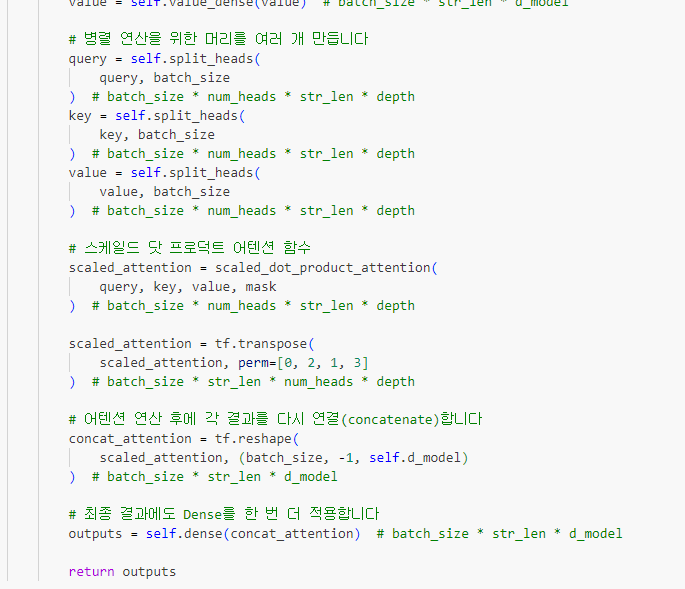 value = self.value_dense(value)  # batch_size * str_len * d_model
# 병렬 연산을 위한 머리를 여러 개 만듭니다
query = self.split_heads(
query, batch_size
)  # batch_size * num_heads * str_len * depth
key = self.split_heads(
key, batch_size
)  # batch_size * num_heads * str_len * depth
value = self.split_heads(
value, batch_size
)  # batch_size * num_heads * str_len * depth
# 스케일드 닷 프로덕트 어텐션 함수
scaled_attention = scaled_dot_product_attention(
query, key, value, mask
)  # batch_size * num_heads * str_len * depth
scaled_attention = tf.transpose(
scaled_attention, perm=[0, 2, 1, 3]
)  # batch_size * str_len * num_heads * depth
# 어텐션 연산 후에 각 결과를 다시 연결(concatenate)합니다
concat_attention = tf.reshape(
scaled_attention, (batch_size, -1, self.d_model)
)  # batch_size * str_len * d_model
# 최종 결과에도 Dense를 한 번 더 적용합니다
outputs = self.dense(concat_attention)  # batch_size * str_len * d_model
return outputs